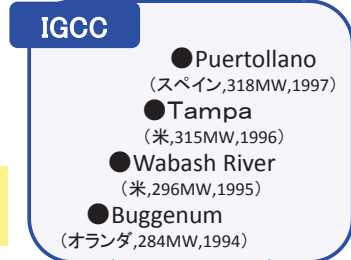 IGCC
●Puertollano
（スペイン,318MW,1997）
●Tampa
（米,315MW,1996）
●Wabash River
（米,296MW,1995）
●Buggenum
（オランダ,284MW,1994）